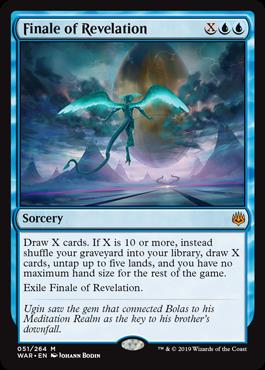 Finale of Revelation X
Sorcery
Draw X cards. If X is 10 or more, instead
shuffle your graveyard into your library, draw X
cards, untap up to five lands, and you have no
maximum hand size for the rest of the game.
Exile Finale of Revelation.
Ugin saw the gem that connected Bolas to his
Meditation Realm as the key to his brother's
downfall.
051/264 M
WAR • EN Johann Bodin
™ & © 2019 Wizards of the Coast